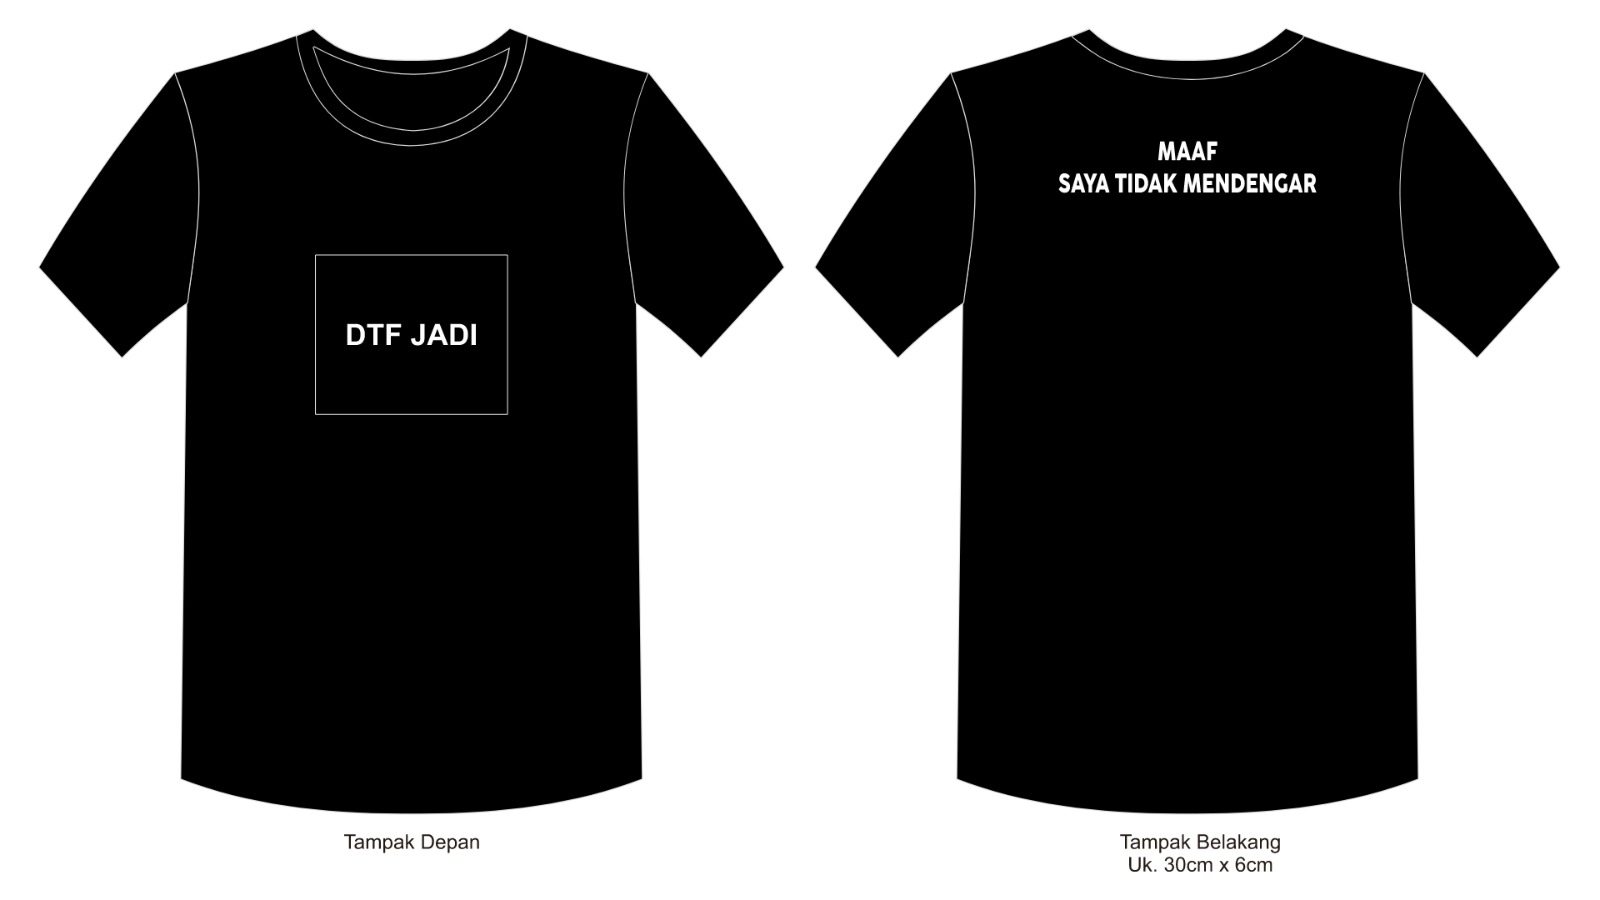 DTF JADI
MAAF
SAYA TIDAK MENDENGAR
Tampak Depan
Tampak Belakang
Uk. 30cm x 6cm